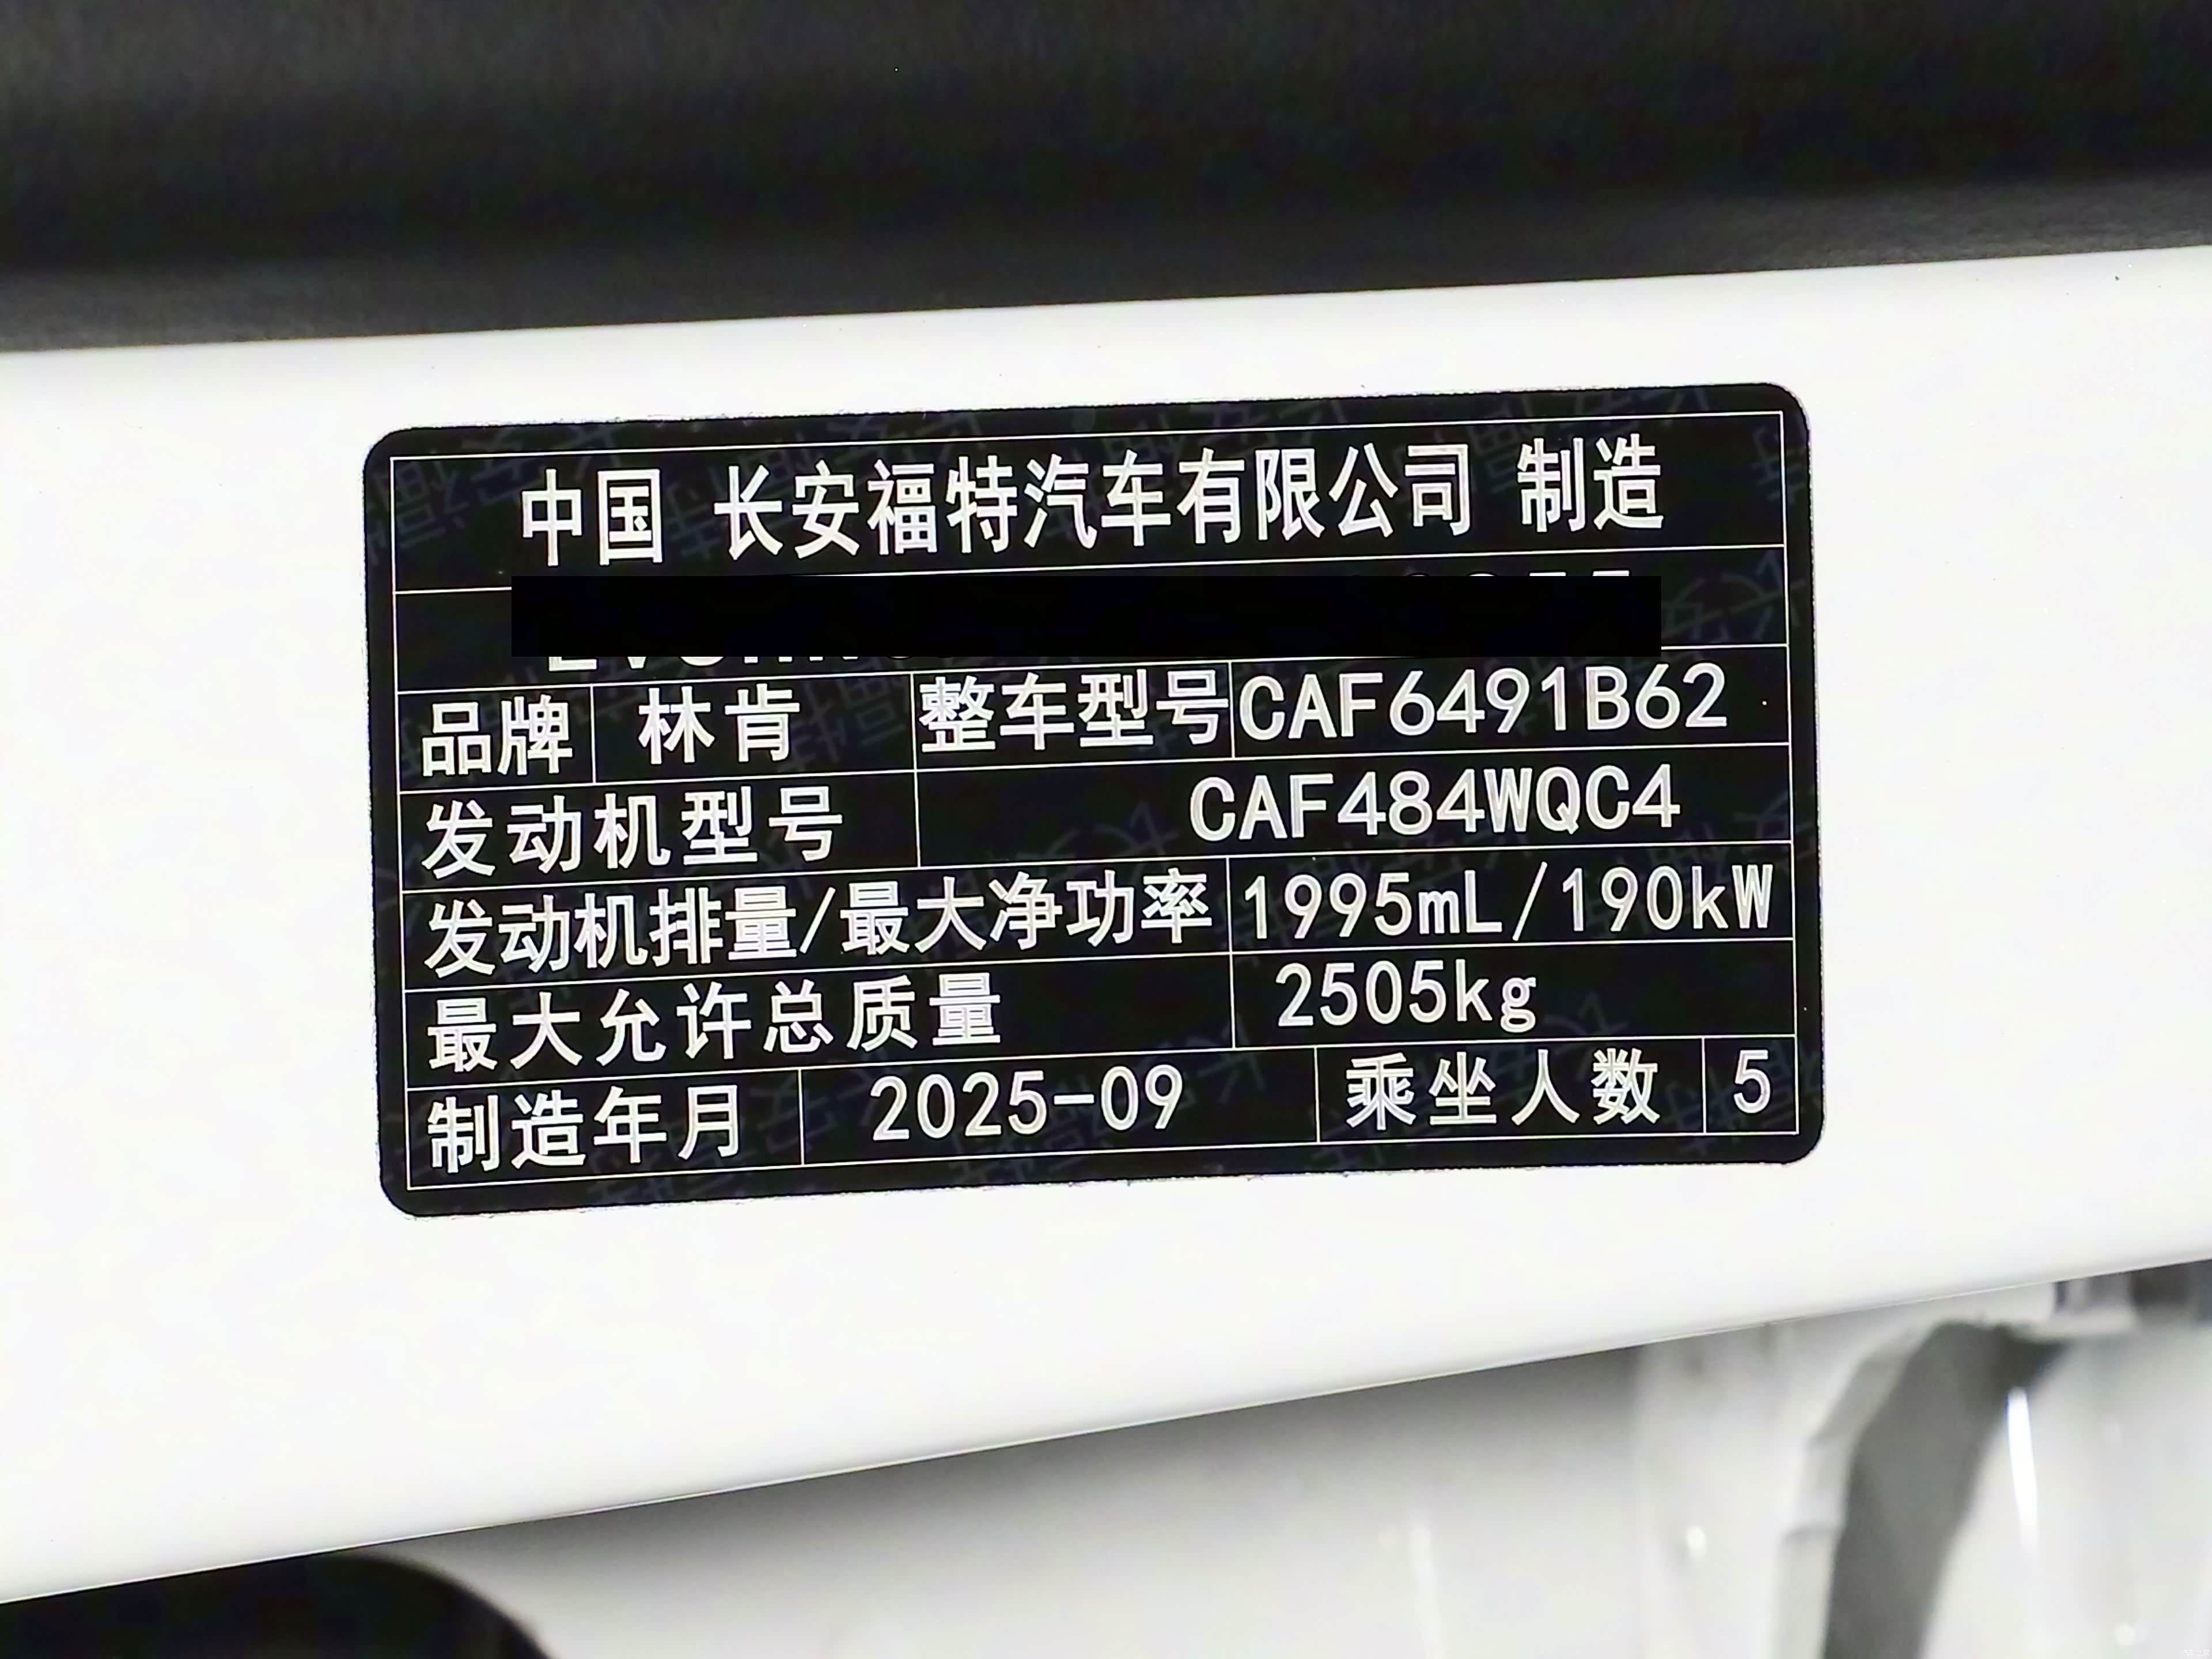 中国 长安福特汽车有限公司 制造
品牌 林肯 整车型号 CAF6491B62
发动机型号 CAF484WQC4
发动机排量/最大净功率 1995mL/190kW
最大允许总质量 2505kg
制造年月 2025-09 乘坐人数 5